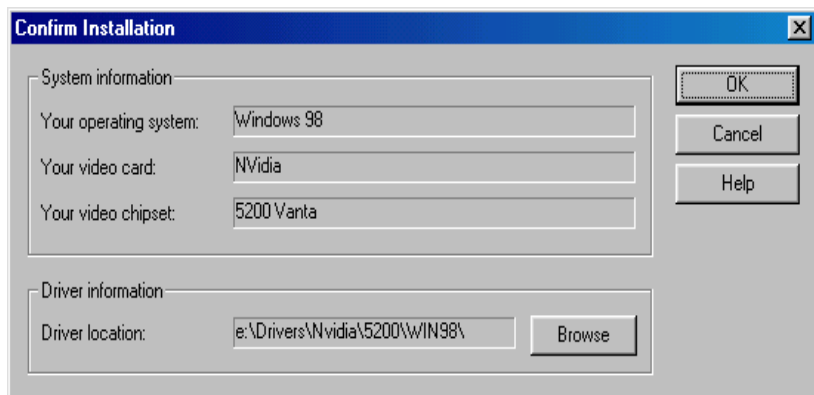 Confirm Installation
System information
Your operating system: Windows 98
Your video card: NVidia
Your video chipset: 5200 Vanta
OK
Cancel
Help
Driver information
Driver location: e:\Drivers\Nvidia\5200\WIN98\ Browse